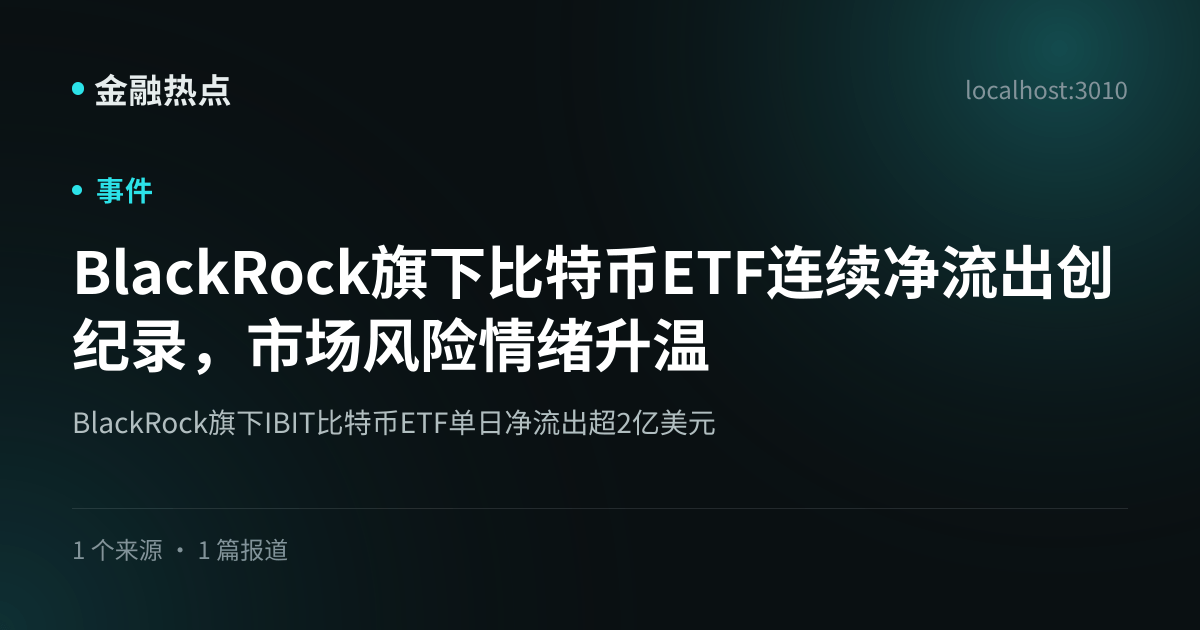 金融热点
localhost:3010
事件
BlackRock旗下比特币ETF连续净流出创
纪录，市场风险情绪升温
BlackRock旗下IBIT比特币ETF单日净流出超2亿美元
1 个来源 · 1 篇报道